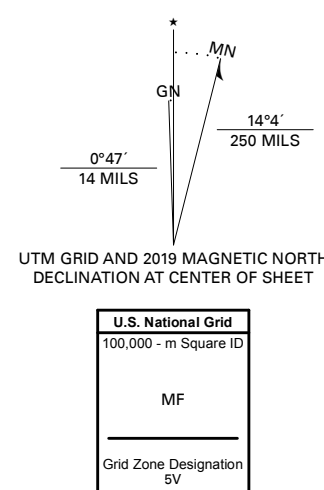 ★
MN
GN
14°4´
250 MILS
0°47´
14 MILS
UTM GRID AND 2019 MAGNETIC NORTH
DECLINATION AT CENTER OF SHEET
U.S. National Grid
100,000 - m Square ID
MF
Grid Zone Designation
5V